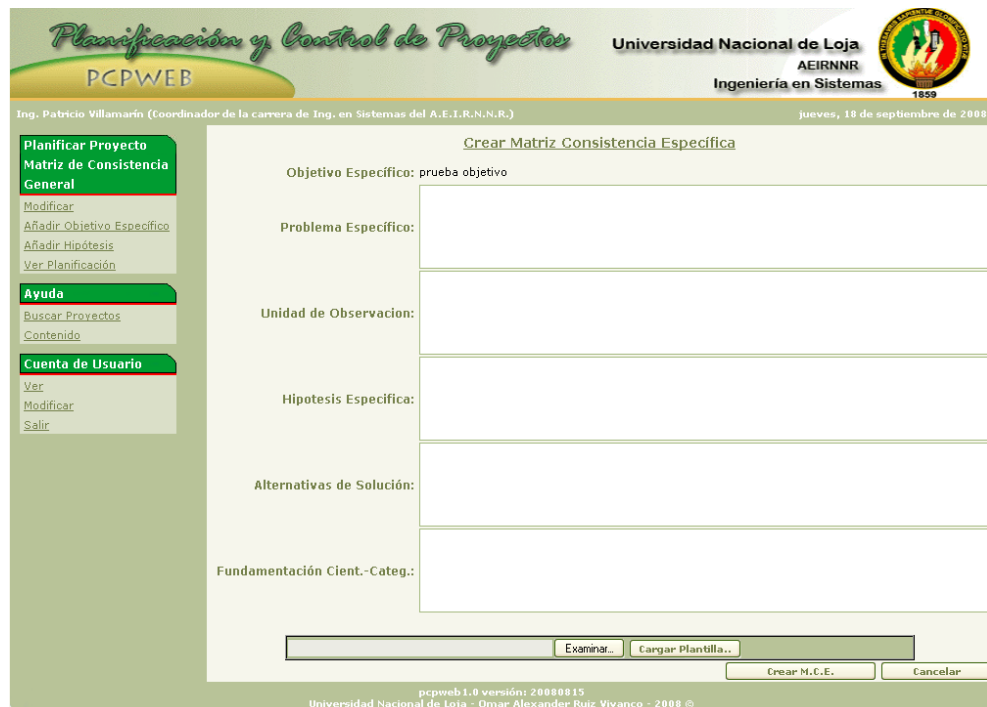 Planificación y Control de Proyectos
PCPWEB
Universidad Nacional de Loja
AEIRNNR
Ingeniería en Sistemas
1859
Ing. Patricio Villamarín (Coordinador de la carrera de Ing. en Sistemas del A.E.I.R.N.N.R.)
jueves, 18 de septiembre de 2008
Planificar Proyecto
Matriz de Consistencia
General
Modificar
Añadir Objetivo Específico
Añadir Hipótesis
Ver Planificación
Ayuda
Buscar Proyectos
Contenido
Cuenta de Usuario
Ver
Modificar
Salir
Crear Matriz Consistencia Específica
Objetivo Específico: prueba objetivo
Problema Específico:
Unidad de Observacion:
Hipotesis Especifica:
Alternativas de Solución:
Fundamentación Cient.-Categ.:
Examinar...
Cargar Plantilla..
Crear M.C.E.
Cancelar
pcpweb1.0 versión: 20080815
Universidad Nacional de Loja - Omar Alexander Ruiz Vivanco - 2008 ©